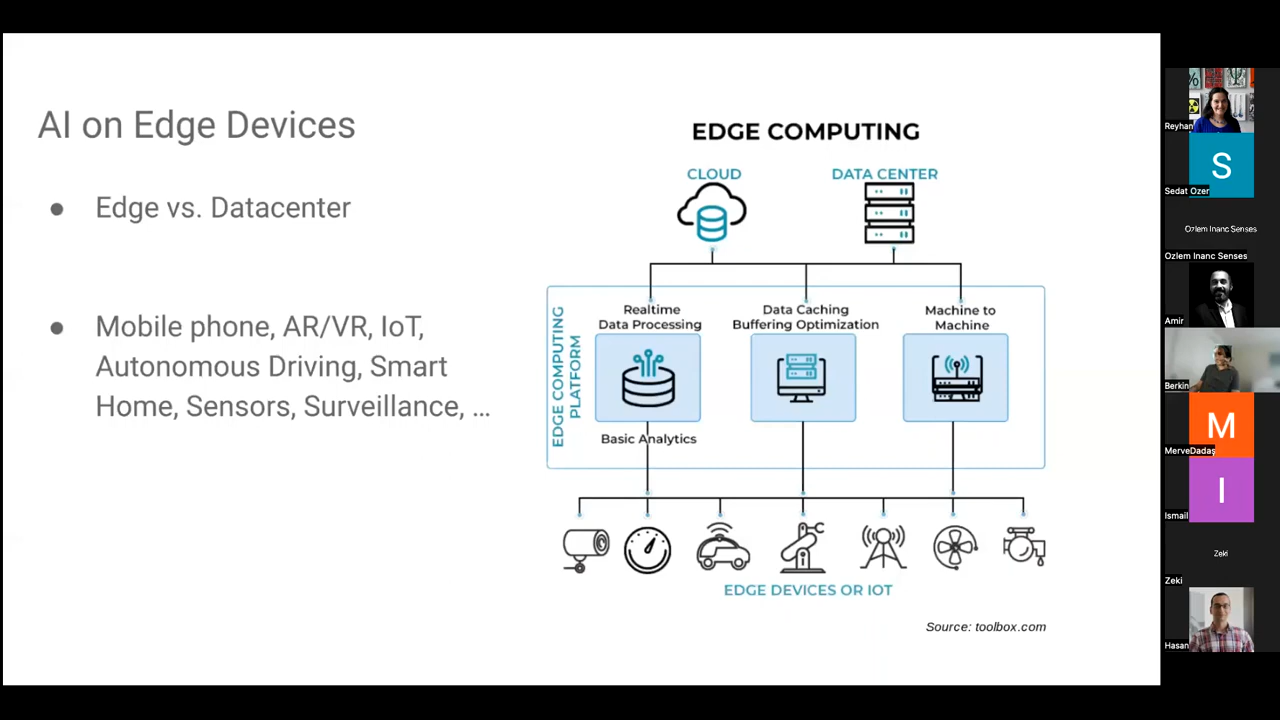 AI on Edge Devices
● Edge vs. Datacenter
● Mobile phone, AR/VR, IoT,
Autonomous Driving, Smart
Home, Sensors, Surveillance, ...
EDGE COMPUTING
CLOUD
DATA CENTER
EDGE COMPUTING
PLATFORM
Realtime
Data Processing
Data Caching
Buffering Optimization
Machine to
Machine
Basic Analytics
EDGE DEVICES OR IOT
Source: toolbox.com
Reyhan
S
Sedat Ozer
Ozlem Inanc Senses
Ozlem Inanc Senses
Amir
Berkin
M
MerveDadaş
I
Ismail
Zeki
Zeki
Hasan